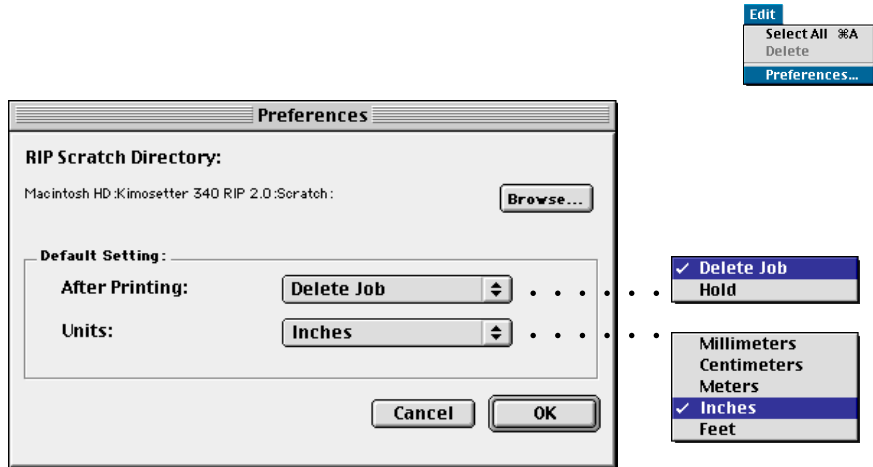 Edit
Select All ⌘A
Delete
Preferences...
Preferences
RIP Scratch Directory:
Macintosh HD:Kimosetter 340 RIP 2.0:Scratch:
Browse...
Default Setting:
After Printing: Delete Job
✓ Delete Job
Hold
Units: Inches
Millimeters
Centimeters
Meters
✓ Inches
Feet
Cancel OK